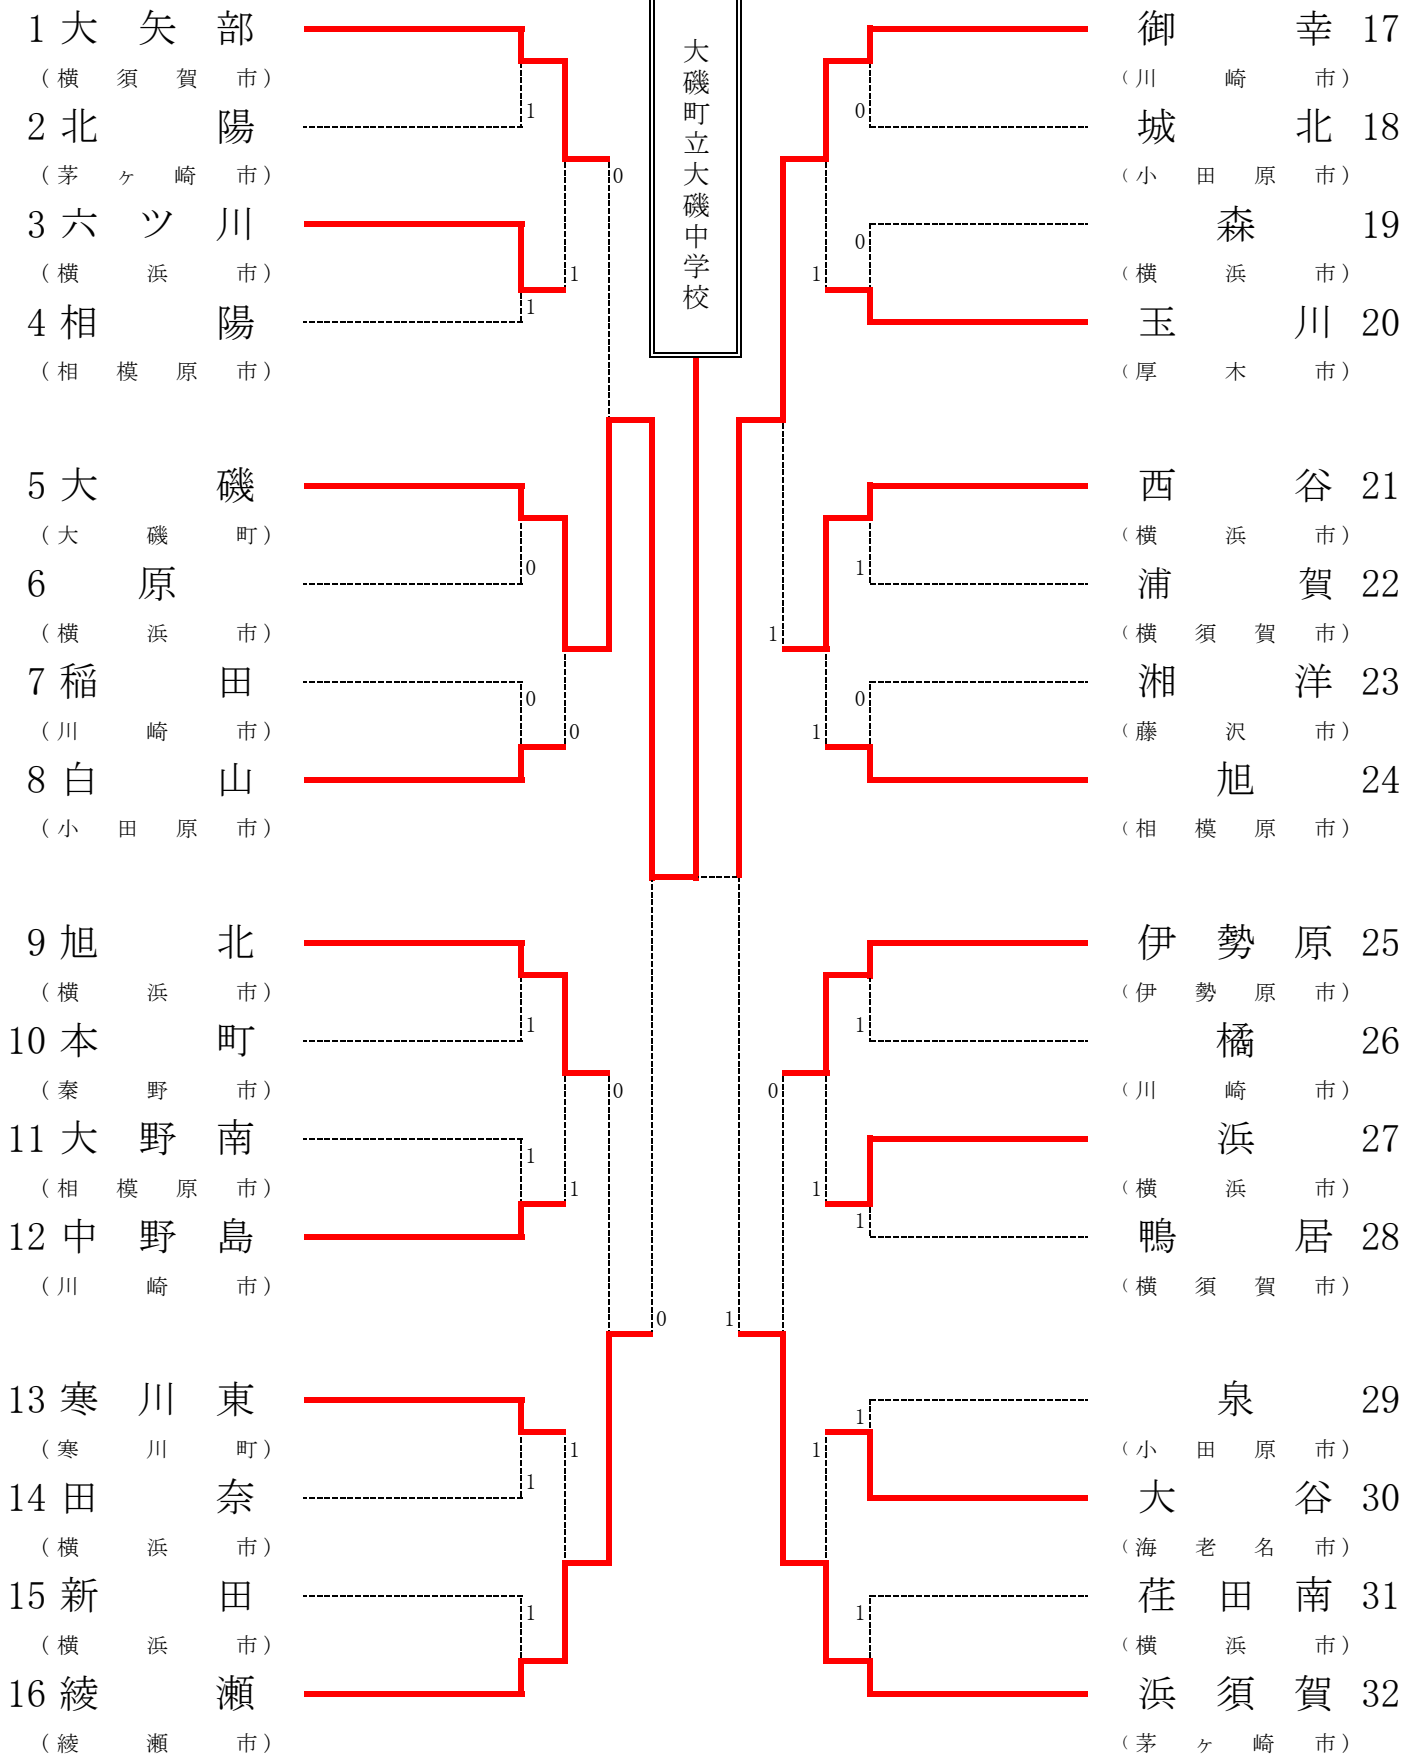 大磯町立大磯中学校
1 大矢部
(横須賀市)
1
2 北陽
(茅ヶ崎市)
0
3 六ツ川
(横浜市)
1
1
4 相陽
(相模原市)
5 大磯
(大磯町)
0
6 原
(横浜市)
7 稲田
0
(川崎市)
0
8 白山
(小田原市)
9 旭北
(横浜市)
1
10 本町
(秦野市)
0
11 大野南
1
(相模原市)
1
12 中野島
(川崎市)
0
13 寒川東
(寒川町)
1
1
14 田奈
(横浜市)
15 新田
1
(横浜市)
16 綾瀬
(綾瀬市)
御幸 17
(川崎市)
0
城北 18
(小田原市)
森 19
0
(横浜市)
1
玉川 20
(厚木市)
西谷 21
(横浜市)
1
浦賀 22
(横須賀市)
1
湘洋 23
0
(藤沢市)
1
旭 24
(相模原市)
伊勢原 25
(伊勢原市)
1
橘 26
(川崎市)
0
浜 27
(横浜市)
1
1
鴨居 28
(横須賀市)
1
泉 29
1
(小田原市)
1
大谷 30
(海老名市)
荏田南 31
1
(横浜市)
浜須賀 32
(茅ヶ崎市)